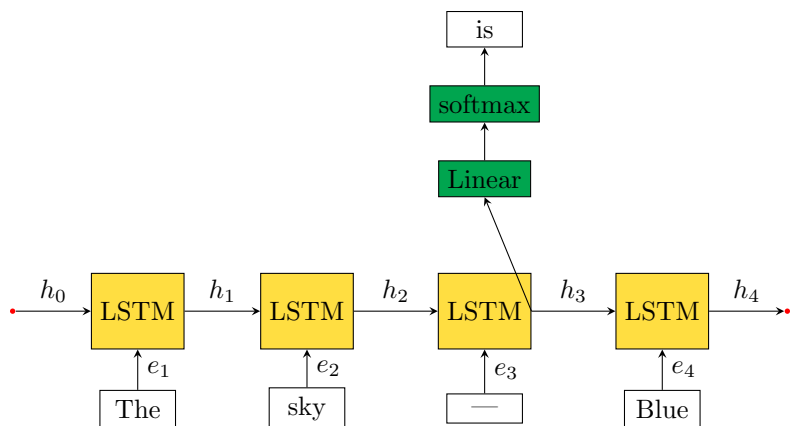 is
softmax
Linear
h₀ h₁ h₂ h₃ h₄
LSTM LSTM LSTM LSTM
e₁ e₂ e₃ e₄
The sky — Blue